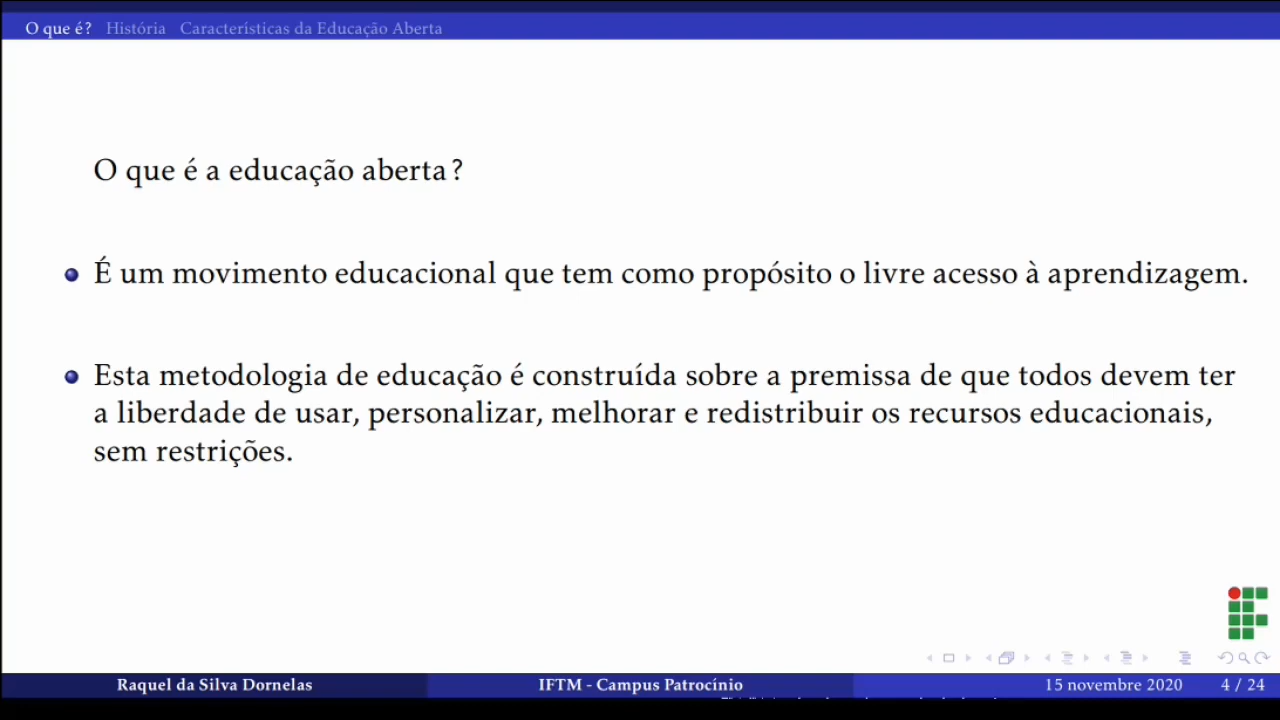 O que é? História Características da Educação Aberta
O que é a educação aberta?
É um movimento educacional que tem como propósito o livre acesso à aprendizagem.
Esta metodologia de educação é construída sobre a premissa de que todos devem ter
a liberdade de usar, personalizar, melhorar e redistribuir os recursos educacionais,
sem restrições.
Raquel da Silva Dornelas IFTM - Campus Patrocínio 15 novembre 2020 4 / 24